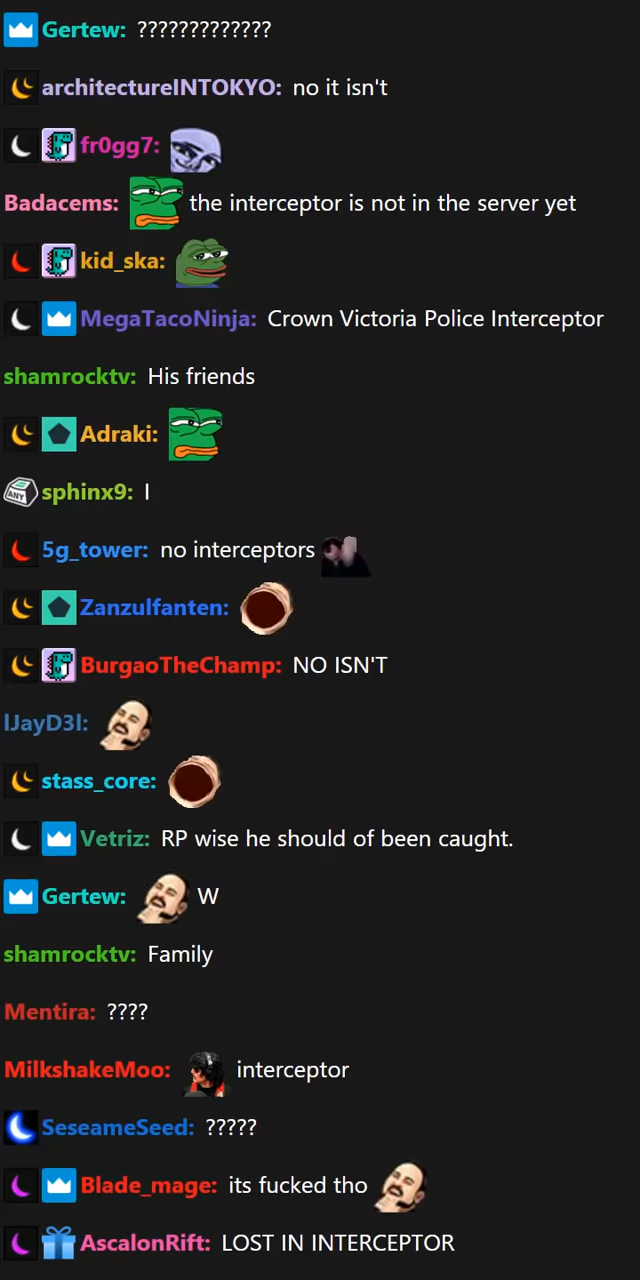 Gertew: ?????????????
architectureINTOKYO: no it isn't
fr0gg7:
Badacems: the interceptor is not in the server yet
kid_ska:
MegaTacoNinja: Crown Victoria Police Interceptor
shamrocktv: His friends
Adraki:
ANY sphinx9: I
5g_tower: no interceptors
Zanzulfanten:
BurgaoTheChamp: NO ISN'T
lJayD3l:
stass_core:
Vetriz: RP wise he should of been caught.
Gertew: W
shamrocktv: Family
Mentira: ????
MilkshakeMoo: interceptor
SeseameSeed: ?????
Blade_mage: its fucked tho
AscalonRift: LOST IN INTERCEPTOR